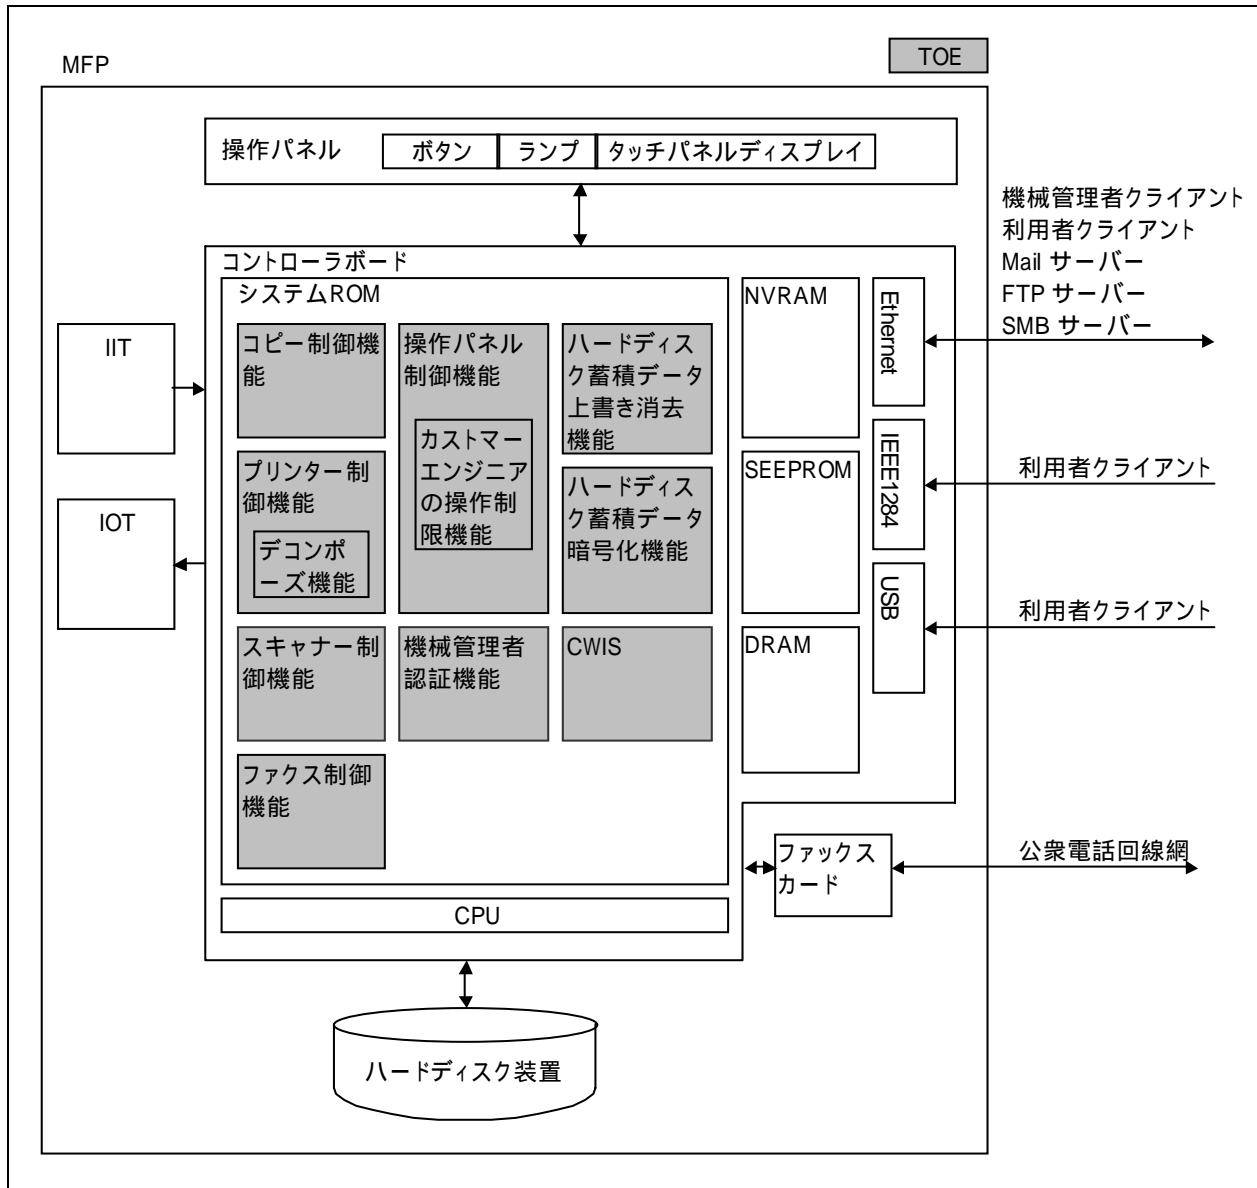 TOE
MFP
操作パネル
ボタン
ランプ
タッチパネルディスプレイ
機械管理者クライアント
利用者クライアント
Mail サーバー
FTP サーバー
SMB サーバー
コントローラボード
システムROM
コピー制御機
能
操作パネル
制御機能
カストマー
エンジニア
の操作制
限機能
ハードディス
ク蓄積データ
上書き消去
機能
NVRAM
Ethernet
IIT
プリンター制
御機能
デコンポ
ーズ機能
ハードディス
ク蓄積データ
暗号化機能
SEEPROM
IEEE1284
利用者クライアント
IOT
USB
利用者クライアント
スキャナー制
御機能
機械管理者
認証機能
CWIS
DRAM
ファクス制御
機能
ファックス
カード
公衆電話回線網
CPU
ハードディスク装置